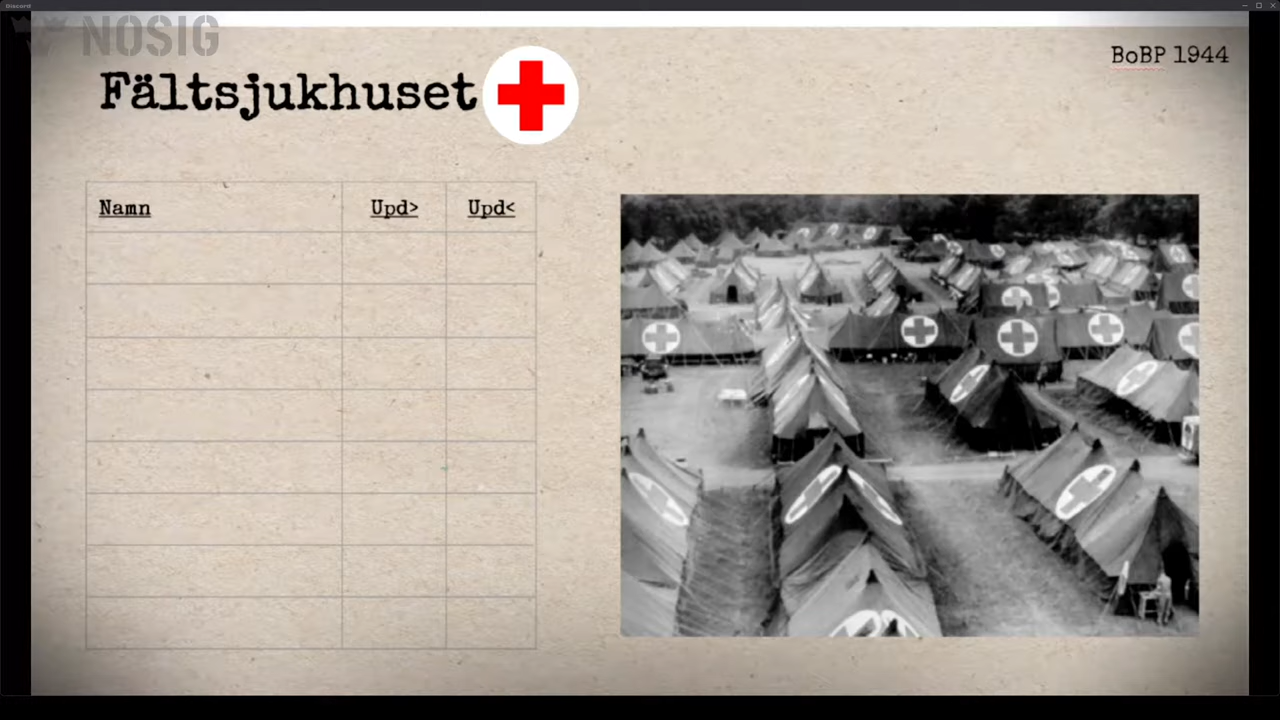 Discord
NOSIG
BoBP 1944
Fältsjukhuset
Namn Upd> Upd<